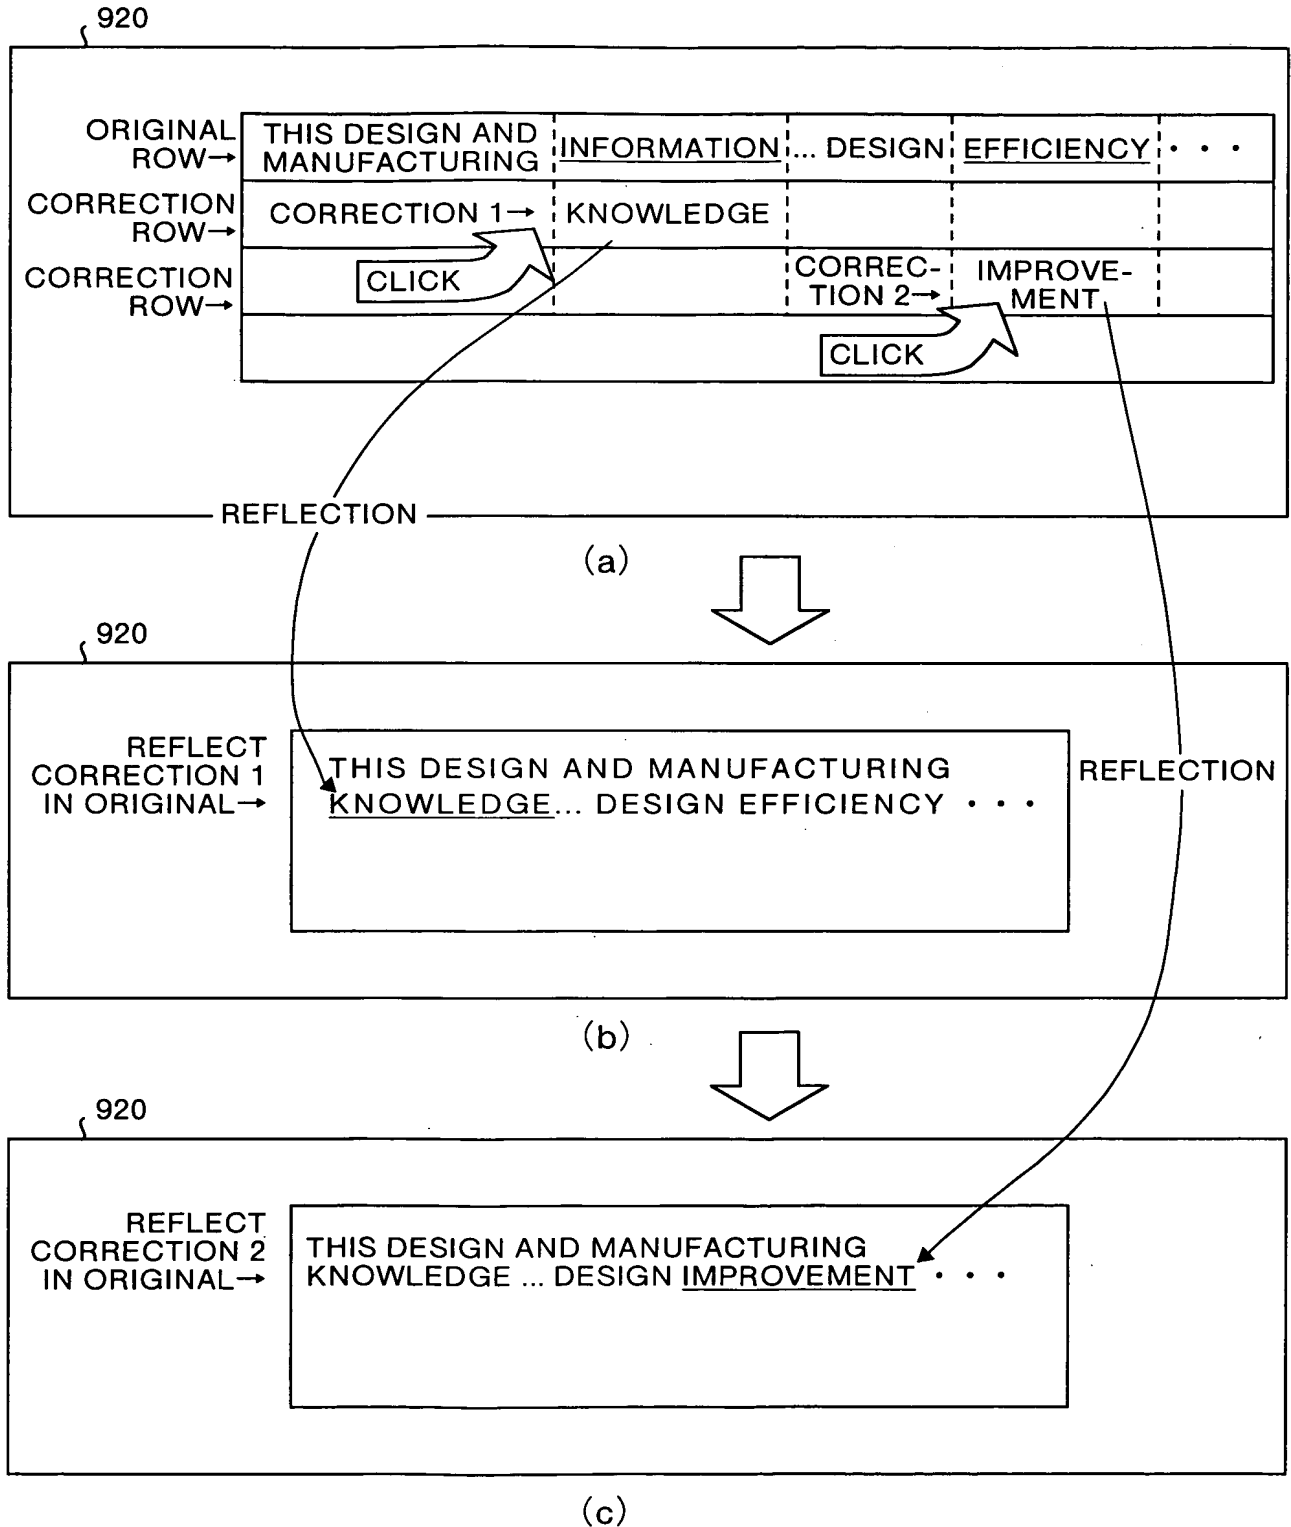 920
ORIGINAL
ROW→
THIS DESIGN AND
MANUFACTURING
INFORMATION
... DESIGN
EFFICIENCY
• • •
CORRECTION
ROW→
CORRECTION 1→
KNOWLEDGE
CORRECTION
ROW→
CLICK
CORREC-
TION 2→
IMPROVE-
MENT
CLICK
REFLECTION
(a)
920
REFLECT
CORRECTION 1
IN ORIGINAL→
THIS DESIGN AND MANUFACTURING
KNOWLEDGE... DESIGN EFFICIENCY • • •
REFLECTION
(b)
920
REFLECT
CORRECTION 2
IN ORIGINAL→
THIS DESIGN AND MANUFACTURING
KNOWLEDGE ... DESIGN IMPROVEMENT • • •
(c)